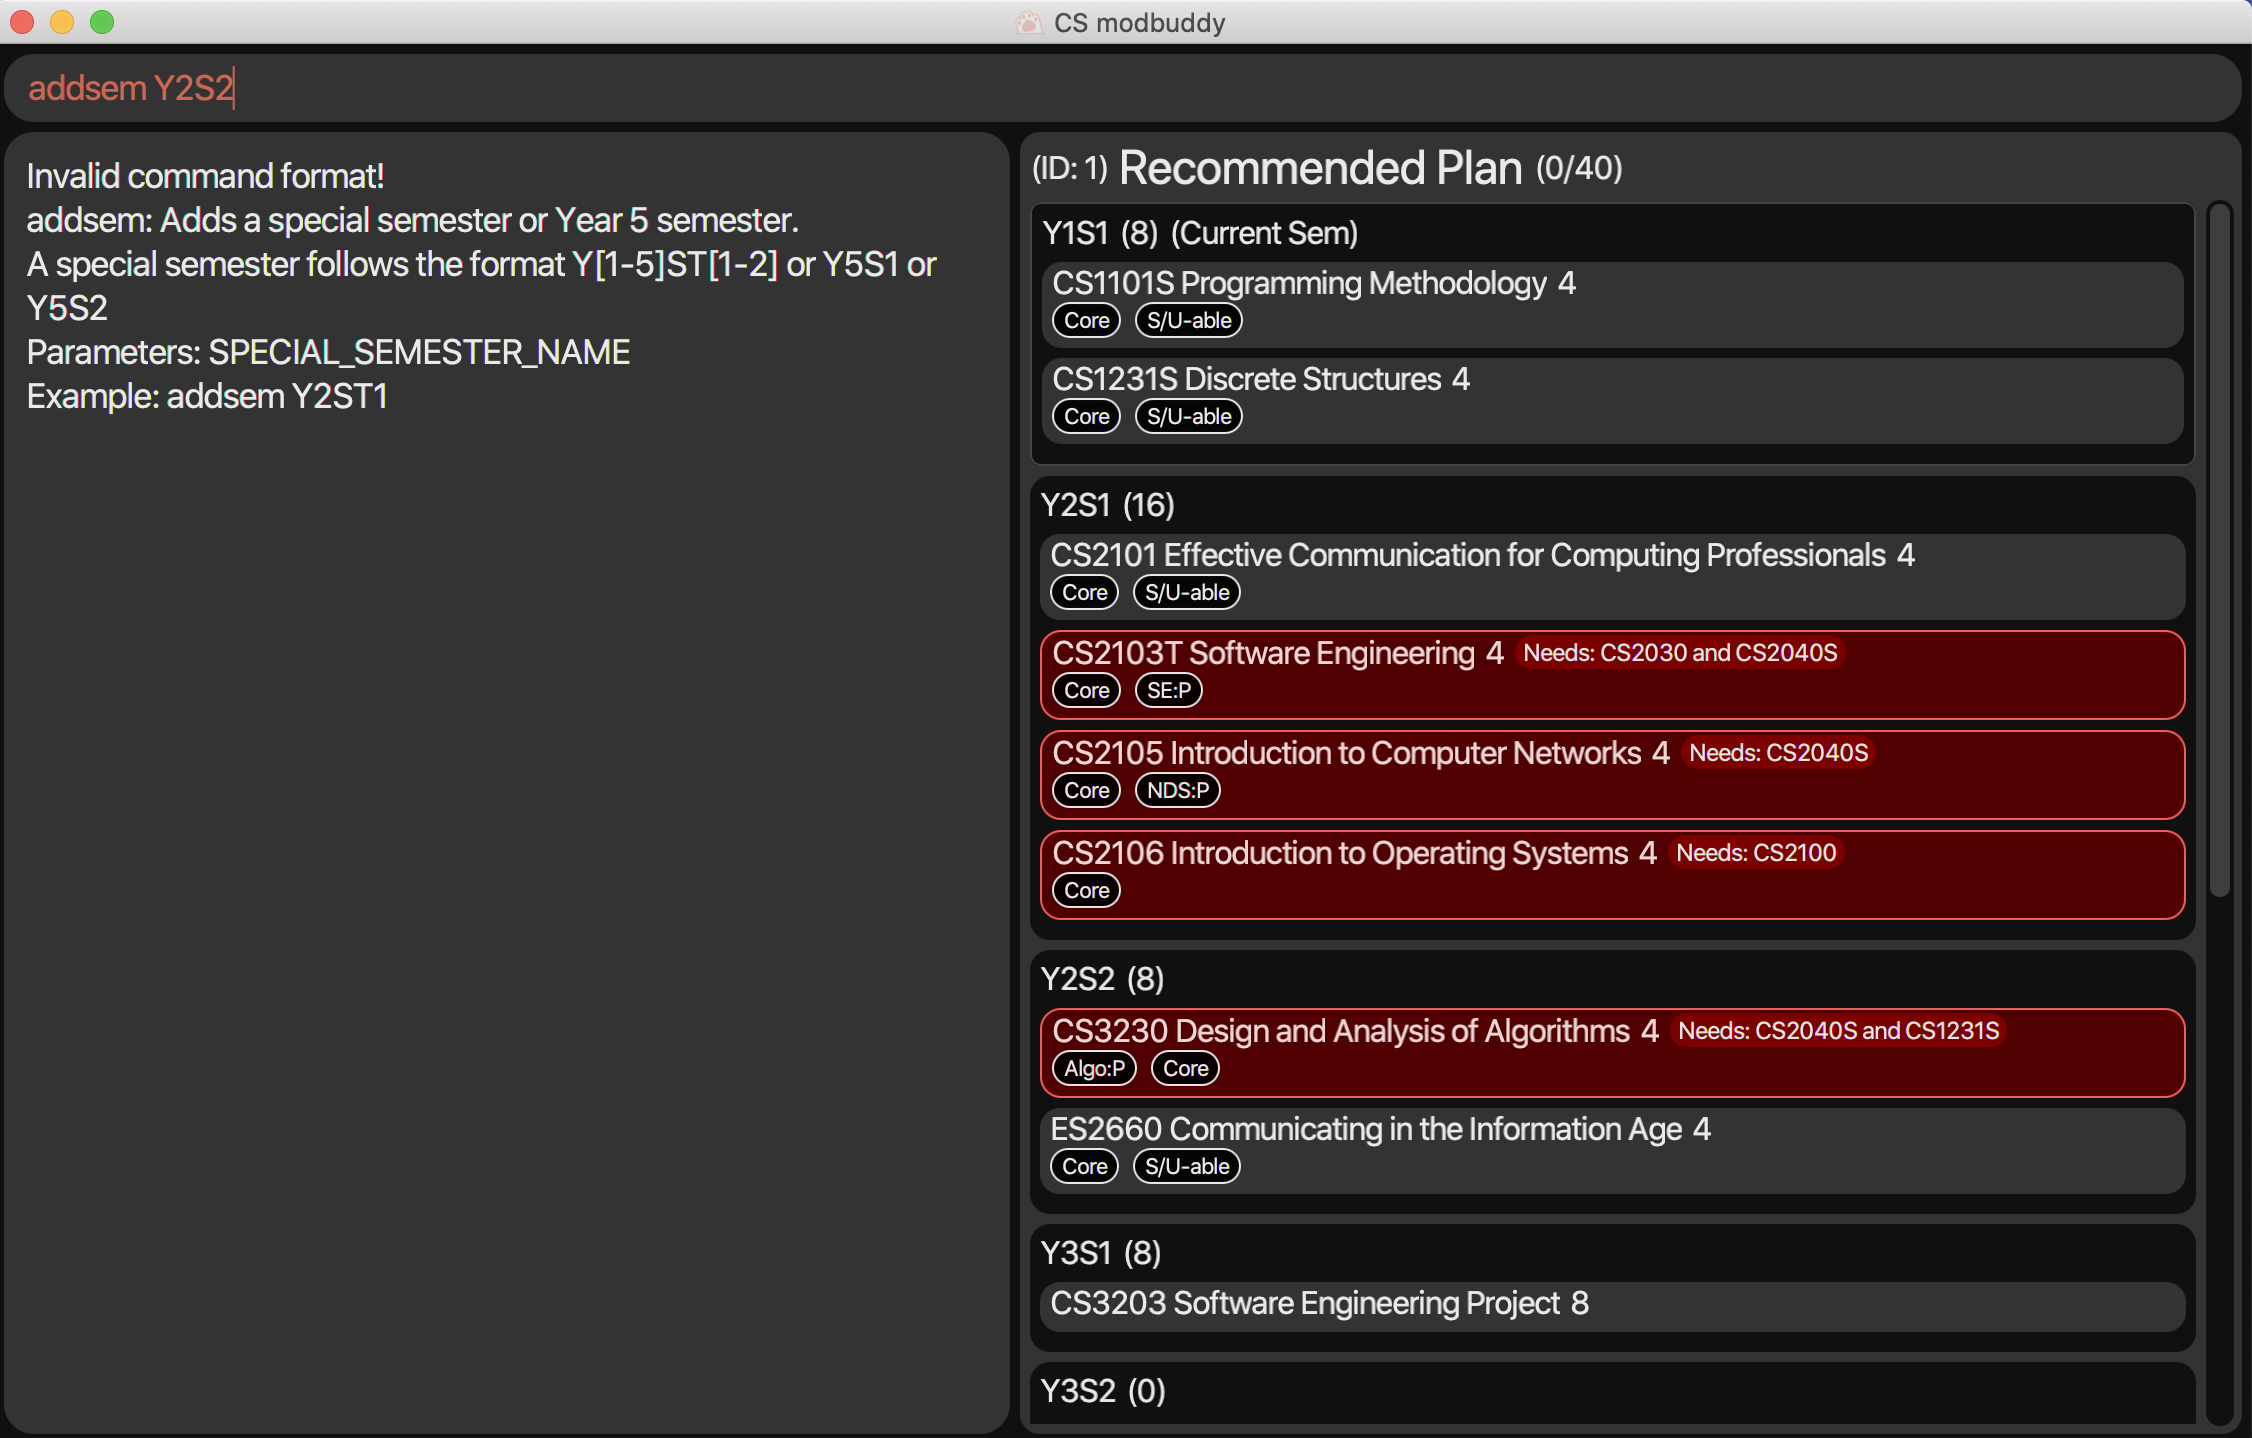 CS modbuddy
addsem Y2S2
Invalid command format!
addsem: Adds a special semester or Year 5 semester.
A special semester follows the format Y[1-5]ST[1-2] or Y5S1 or
Y5S2
Parameters: SPECIAL_SEMESTER_NAME
Example: addsem Y2ST1
(ID: 1) Recommended Plan (0/40)
Y1S1 (8) (Current Sem)
CS1101S Programming Methodology 4
Core S/U-able
CS1231S Discrete Structures 4
Core S/U-able
Y2S1 (16)
CS2101 Effective Communication for Computing Professionals 4
Core S/U-able
CS2103T Software Engineering 4 Needs: CS2030 and CS2040S
Core SE:P
CS2105 Introduction to Computer Networks 4 Needs: CS2040S
Core NDS:P
CS2106 Introduction to Operating Systems 4 Needs: CS2100
Core
Y2S2 (8)
CS3230 Design and Analysis of Algorithms 4 Needs: CS2040S and CS1231S
Algo:P Core
ES2660 Communicating in the Information Age 4
Core S/U-able
Y3S1 (8)
CS3203 Software Engineering Project 8
Y3S2 (0)